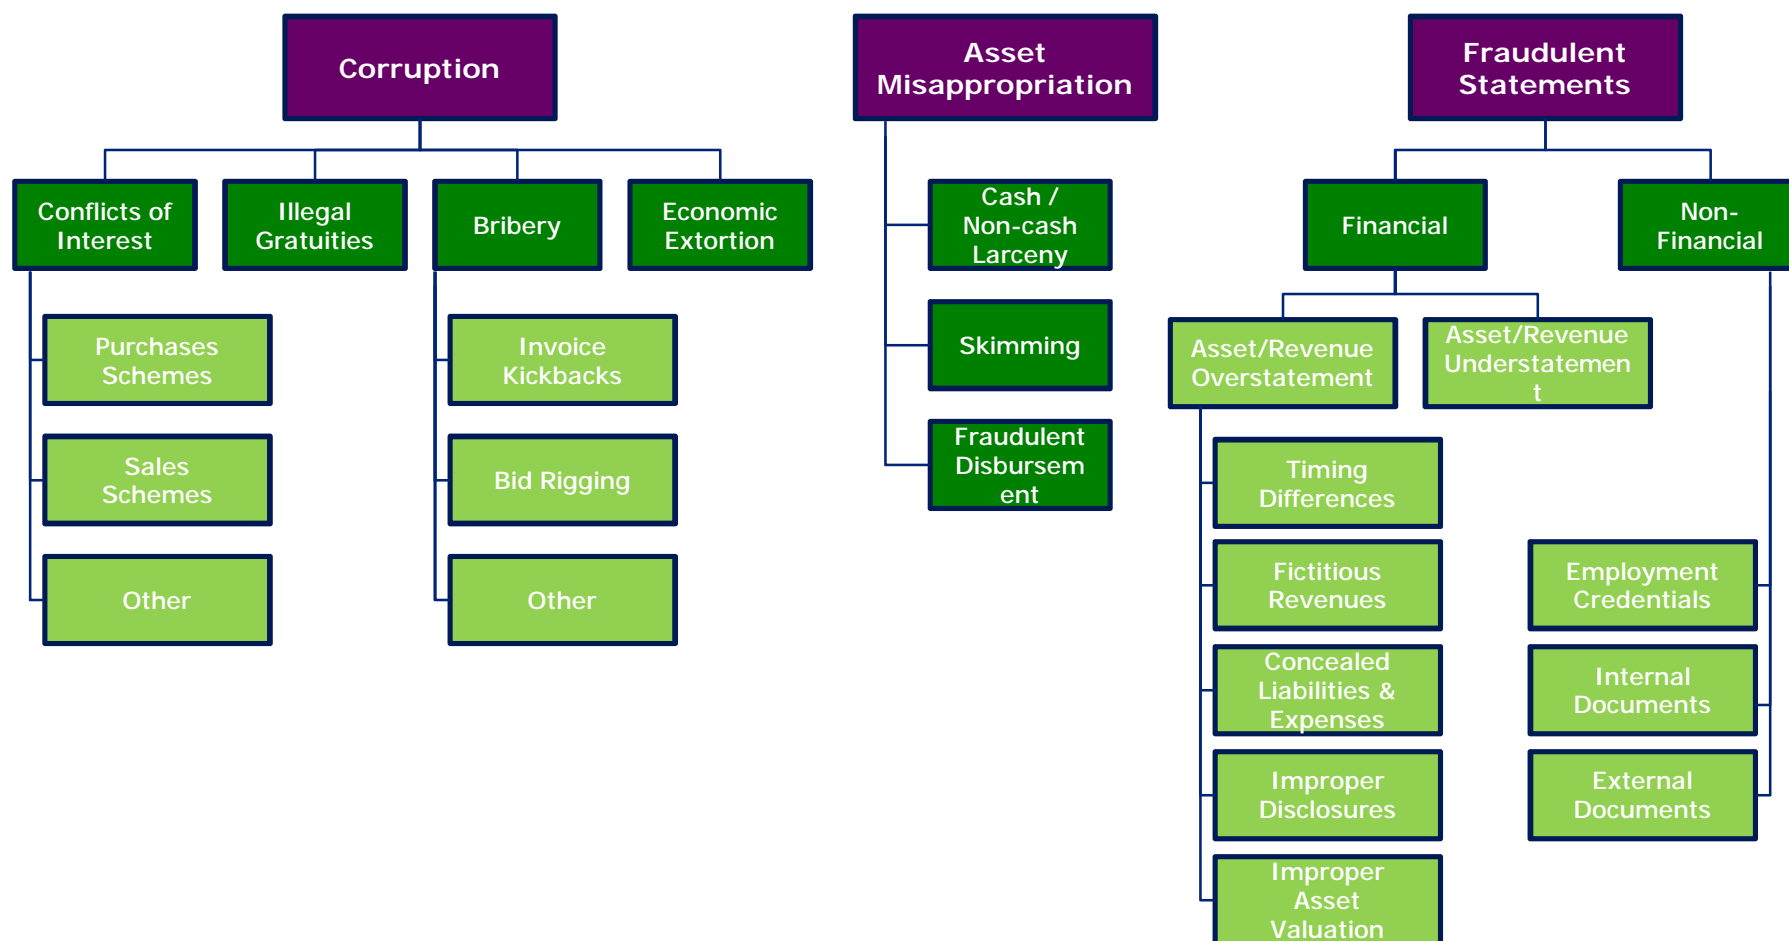 Corruption
Asset
Misappropriation
Fraudulent
Statements
Conflicts of
Interest
Illegal
Gratuities
Bribery
Economic
Extortion
Cash /
Non-cash
Larceny
Financial
Non-
Financial
Purchases
Schemes
Invoice
Kickbacks
Skimming
Asset/Revenue
Overstatement
Asset/Revenue
Understatemen
t
Sales
Schemes
Bid Rigging
Fraudulent
Disbursem
ent
Timing
Differences
Other
Other
Fictitious
Revenues
Employment
Credentials
Concealed
Liabilities &
Expenses
Internal
Documents
Improper
Disclosures
External
Documents
Improper
Asset
Valuation